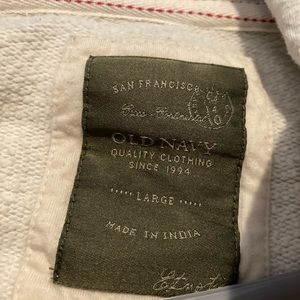 SAN FRANCISCO
OLD NAVY
QUALITY CLOTHING
SINCE 1994
LARGE
MADE IN INDIA